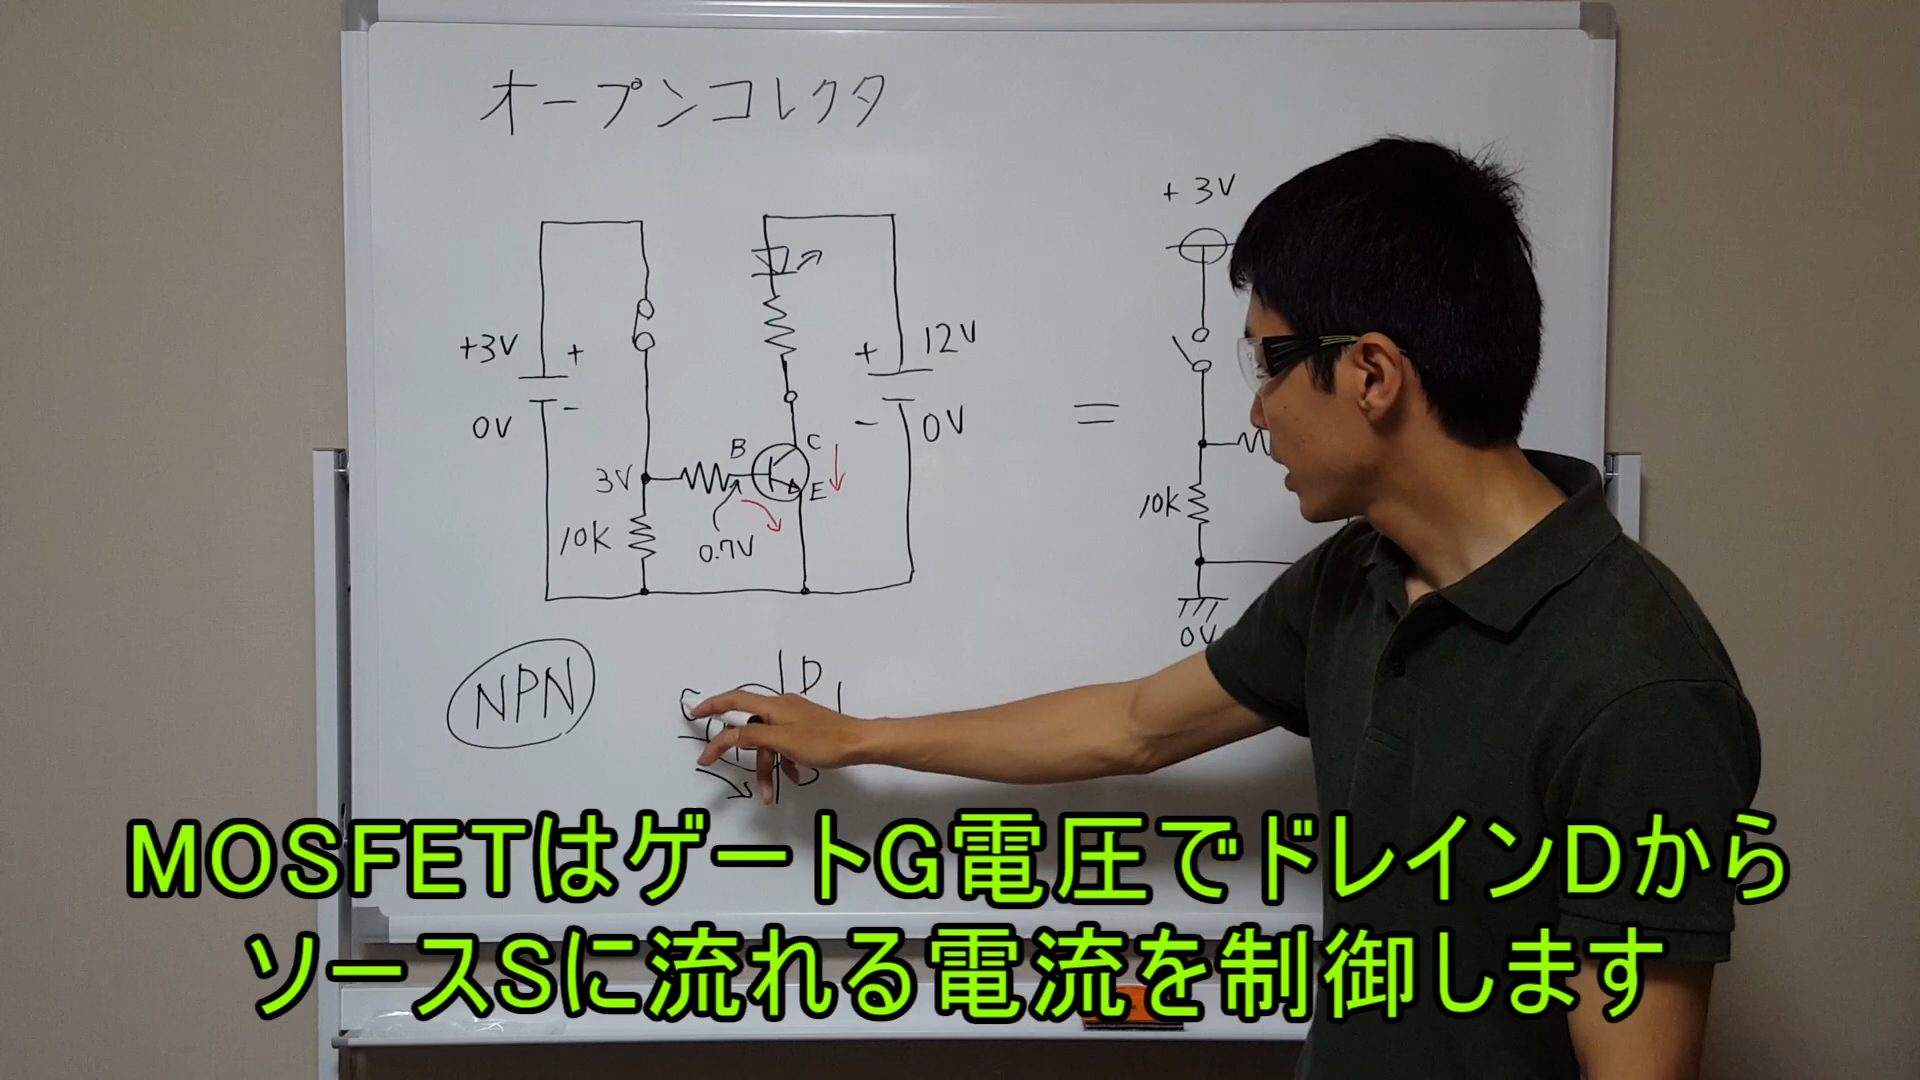 オープンコレクタ
+3V
+
-
0V
3V
10K
B
C
E
0.7V
+
12V
-
0V
=
+3V
10K
0V
NPN
G
D
MOSFETはゲートG電圧でドレインDから
ソースSに流れる電流を制御します